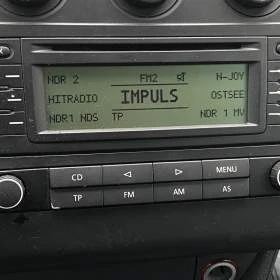 NDR 2 FM2 N-JOY
HITRADIO IMPULS OSTSEE
NDR1 NDS TP NDR 1 MV
CD ◁ ▷ MENU
TP FM AM AS